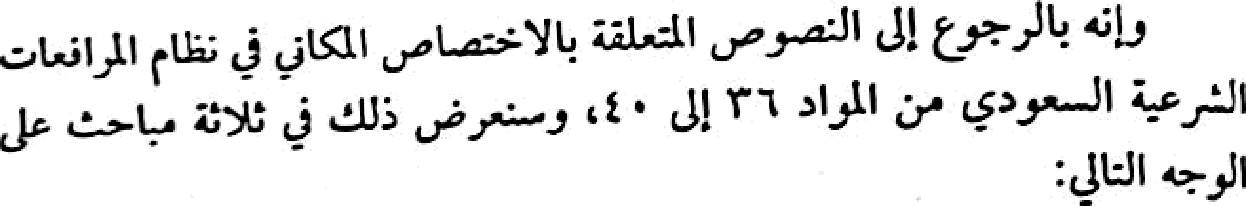 وإنه بالرجوع إلى النصوص المتعلقة بالاختصاص المكاني في نظام المرافعات
الشرعية السعودي من المواد ٣٦ إلى ٤٠، وسنعرض ذلك في ثلاثة مباحث على
الوجه التالي: